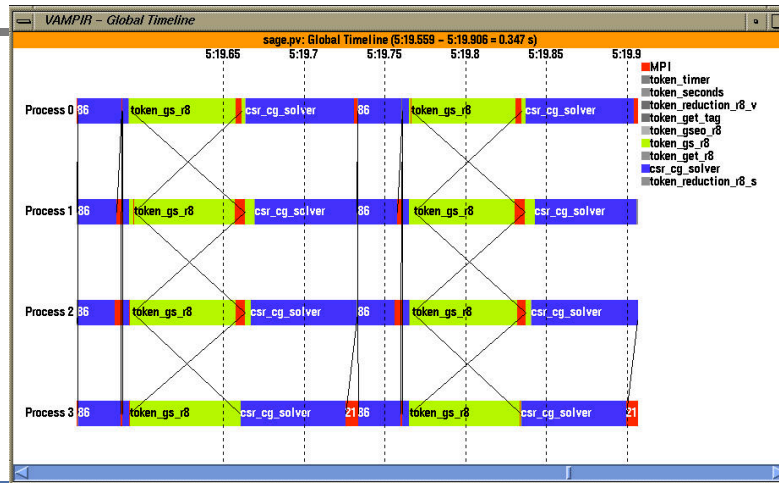 VAMPIR – Global Timeline
sage.pv: Global Timeline (5:19.559 – 5:19.906 = 0.347 s)
5:19.65 5:19.7 5:19.75 5:19.8 5:19.85 5:19.9
MPI
token_timer
token_seconds
token_reduction_r8_v
token_get_tag
token_gseo_r8
token_gs_r8
token_get_r8
csr_cg_solver
token_reduction_r8_s
Process 0 86 token_gs_r8 csr_cg_solver 86 token_gs_r8 csr_cg_solver
Process 1 86 token_gs_r8 csr_cg_solver 86 token_gs_r8 csr_cg_solver
Process 2 86 token_gs_r8 csr_cg_solver 86 token_gs_r8 csr_cg_solver
Process 3 86 token_gs_r8 csr_cg_solver 21 86 token_gs_r8 csr_cg_solver 21